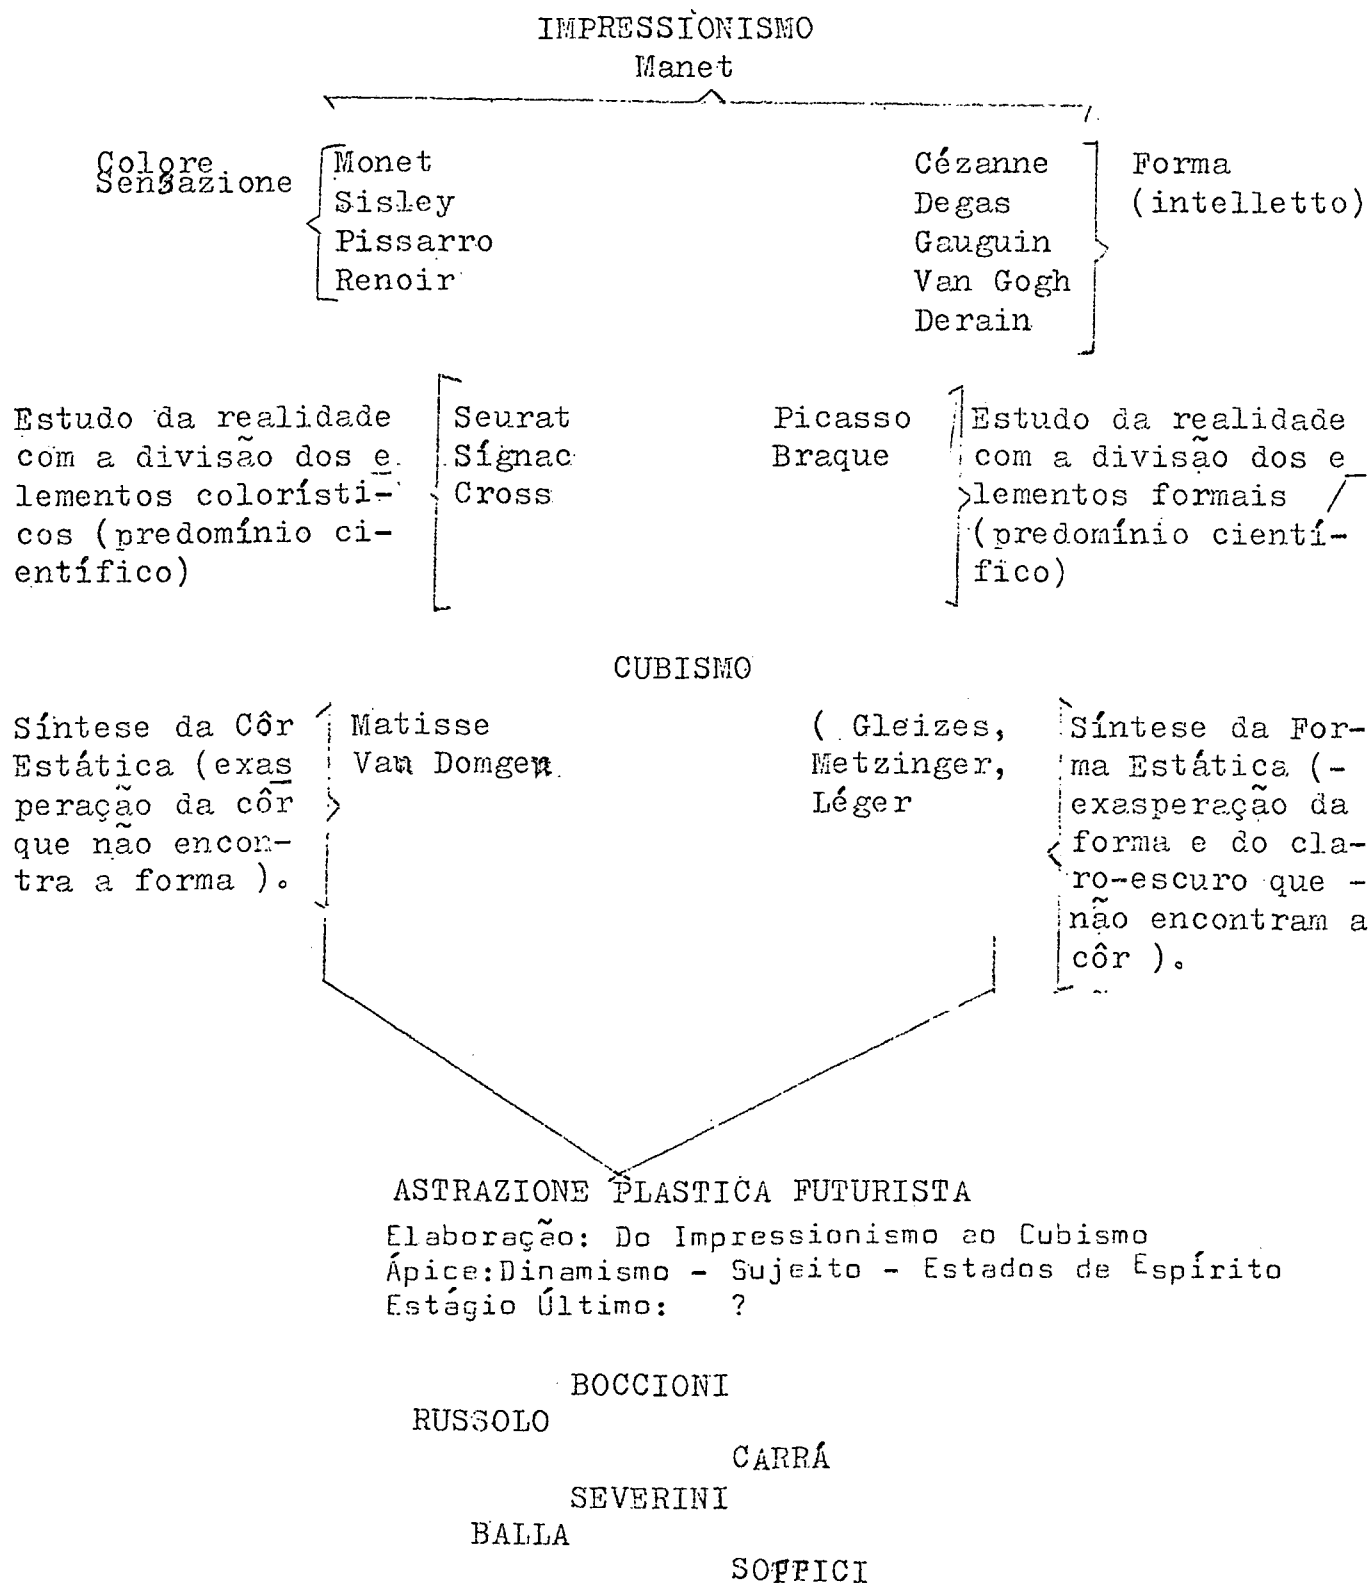 IMPRESSIONISMO
Manet
Colore
Sensazione
Monet
Sisley
Pissarro
Renoir
Cézanne
Degas
Gauguin
Van Gogh
Derain
Forma
(intelletto)
Estudo da realidade
com a divisão dos e
lementos colorísti-
cos (predomínio ci-
entífico)
Seurat
Sígnac
Cross
Picasso
Braque
Estudo da realidade
com a divisão dos e
lementos formais
(predomínio cientí-
fico)
CUBISMO
Síntese da Côr
Estática (exas
peração da côr
que não encon-
tra a forma ).
Matisse
Van Domgen
( Gleizes,
Metzinger,
Léger
Síntese da For-
ma Estática (-
exasperação da
forma e do cla-
ro-escuro que -
não encontram a
côr ).
ASTRAZIONE PLASTICA FUTURISTA
Elaboração: Do Impressionismo ao Cubismo
Ápice:Dinamismo - Sujeito - Estados de Espírito
Estágio Último: ?
BOCCIONI
RUSSOLO
CARRÁ
SEVERINI
BALLA
SOFFICI